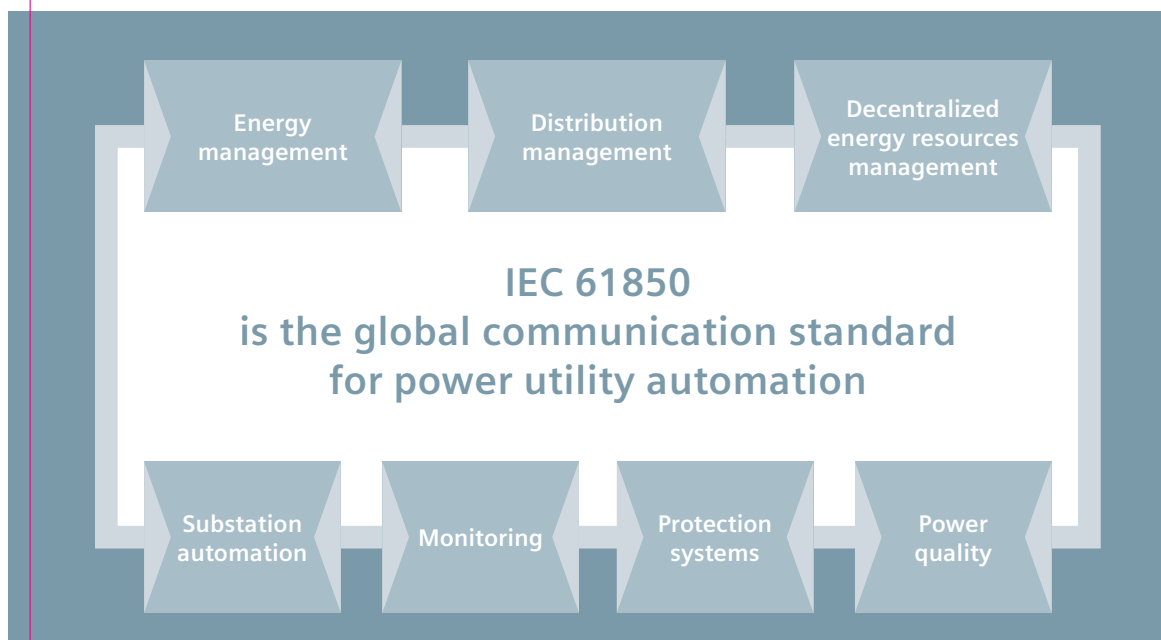 Energy
management
Distribution
management
Decentralized
energy resources
management
IEC 61850
is the global communication standard
for power utility automation
Substation
automation
Monitoring
Protection
systems
Power
quality